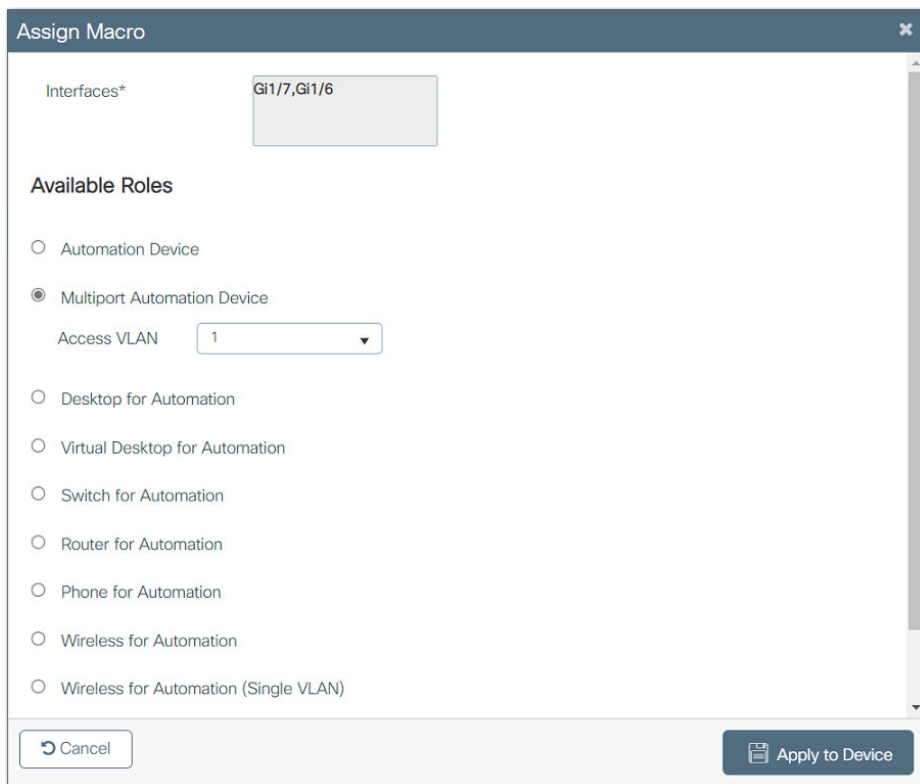 Assign Macro
Interfaces*
Gi1/7,Gi1/6
Available Roles
Automation Device
Multiport Automation Device
Access VLAN 1
Desktop for Automation
Virtual Desktop for Automation
Switch for Automation
Router for Automation
Phone for Automation
Wireless for Automation
Wireless for Automation (Single VLAN)
Cancel Apply to Device